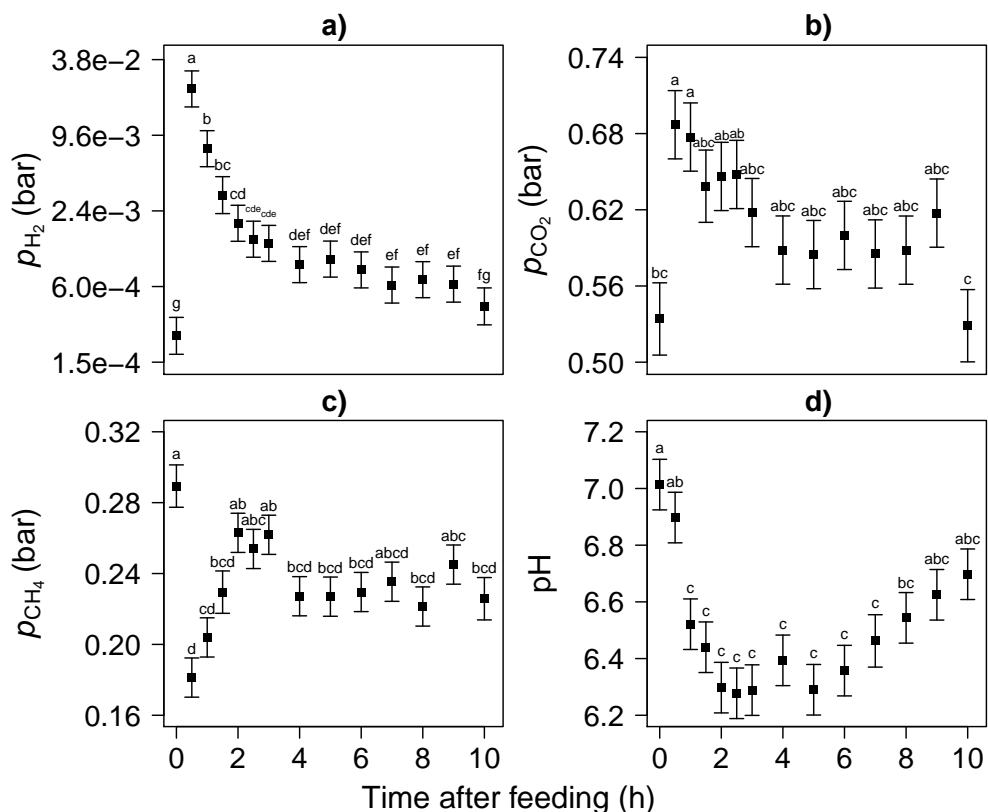 a)
3.8e−2
9.6e−3
2.4e−3
6.0e−4
1.5e−4
pH2 (bar)
a
b
bc
cd
cde
cde
def
def
def
ef
ef
ef
fg
g
b)
0.74
0.68
0.62
0.56
0.50
pCO2 (bar)
bc
a
a
abc
ab
ab
abc
abc
abc
abc
abc
abc
abc
c
c)
0.32
0.28
0.24
0.20
0.16
pCH4 (bar)
a
d
cd
bcd
ab
abc
ab
bcd
bcd
bcd
abcd
bcd
abc
bcd
0 2 4 6 8 10
d)
7.2
7.0
6.8
6.6
6.4
6.2
pH
a
ab
c
c
c
c
c
c
c
c
c
bc
abc
abc
0 2 4 6 8 10
Time after feeding (h)